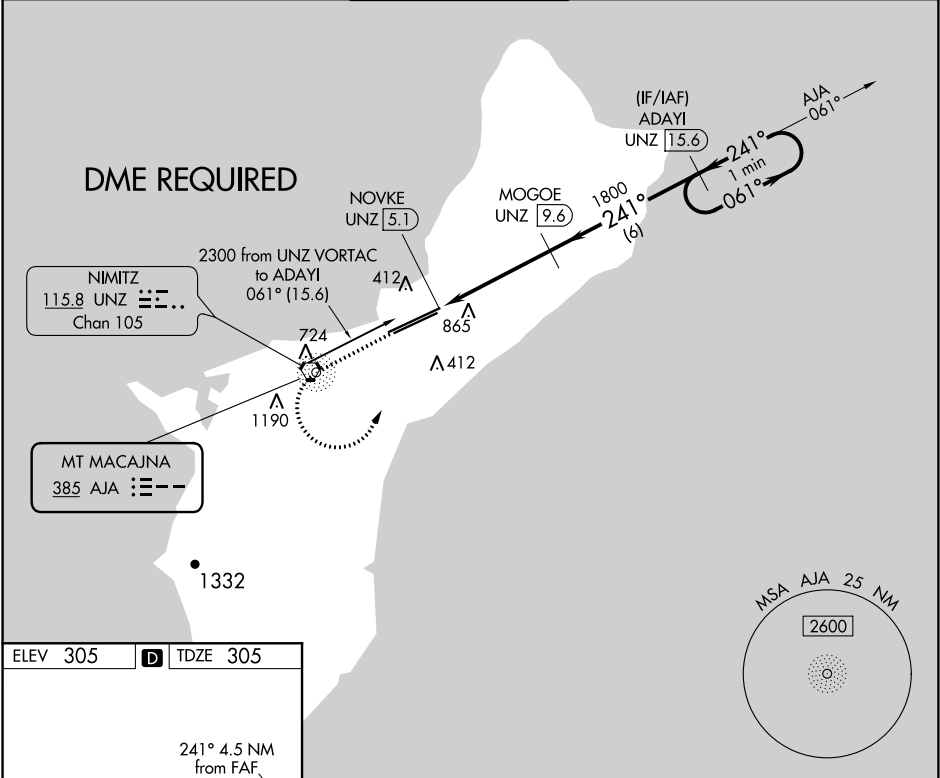 (IF/IAF)
ADAYI
UNZ 15.6
AJA
061°
241°
1 min
061°
DME REQUIRED
NOVKE
UNZ 5.1
MOGOE
UNZ 9.6
1800
241°
(6)
2300 from UNZ VORTAC
to ADAYI
061° (15.6)
412
NIMITZ
115.8 UNZ
Chan 105
724
865
412
1190
MT MACAJNA
385 AJA
1332
MSA AJA 25 NM
2600
ELEV 305 D TDZE 305
241° 4.5 NM
from FAF